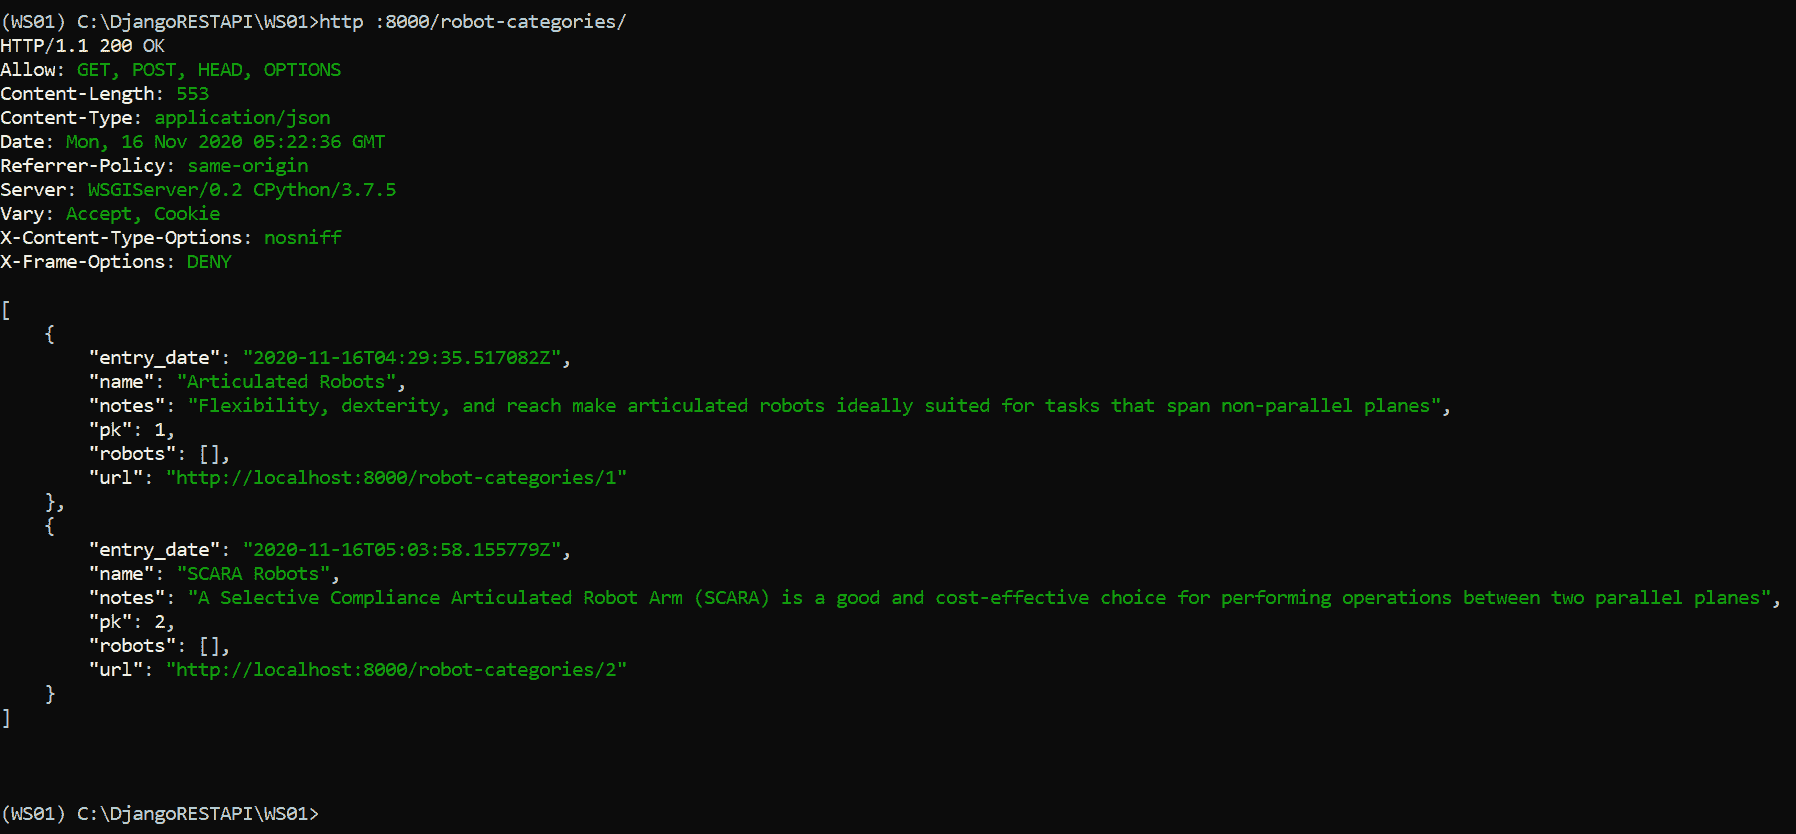 (WS01) C:\DjangoRESTAPI\WS01>http :8000/robot-categories/
HTTP/1.1 200 OK
Allow: GET, POST, HEAD, OPTIONS
Content-Length: 553
Content-Type: application/json
Date: Mon, 16 Nov 2020 05:22:36 GMT
Referrer-Policy: same-origin
Server: WSGIServer/0.2 CPython/3.7.5
Vary: Accept, Cookie
X-Content-Type-Options: nosniff
X-Frame-Options: DENY

[
    {
        "entry_date": "2020-11-16T04:29:35.517082Z",
        "name": "Articulated Robots",
        "notes": "Flexibility, dexterity, and reach make articulated robots ideally suited for tasks that span non-parallel planes",
        "pk": 1,
        "robots": [],
        "url": "http://localhost:8000/robot-categories/1"
    },
    {
        "entry_date": "2020-11-16T05:03:58.155779Z",
        "name": "SCARA Robots",
        "notes": "A Selective Compliance Articulated Robot Arm (SCARA) is a good and cost-effective choice for performing operations between two parallel planes",
        "pk": 2,
        "robots": [],
        "url": "http://localhost:8000/robot-categories/2"
    }
]

(WS01) C:\DjangoRESTAPI\WS01>